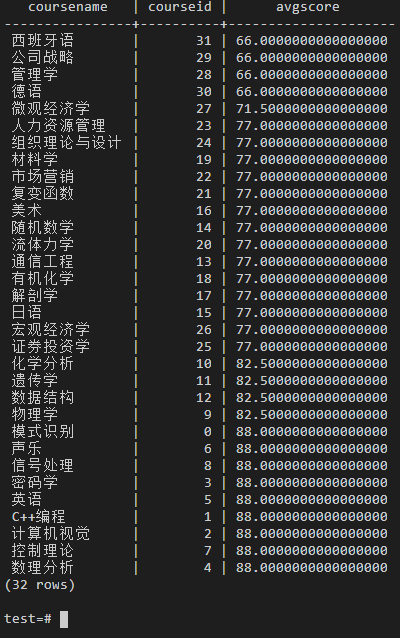 coursename | courseid | avgscore
----------------+----------+---------------------
西班牙语 | 31 | 66.0000000000000000
公司战略 | 29 | 66.0000000000000000
管理学 | 28 | 66.0000000000000000
德语 | 30 | 66.0000000000000000
微观经济学 | 27 | 71.5000000000000000
人力资源管理 | 23 | 77.0000000000000000
组织理论与设计 | 24 | 77.0000000000000000
材料学 | 19 | 77.0000000000000000
市场营销 | 22 | 77.0000000000000000
复变函数 | 21 | 77.0000000000000000
美术 | 16 | 77.0000000000000000
随机数学 | 14 | 77.0000000000000000
流体力学 | 20 | 77.0000000000000000
通信工程 | 13 | 77.0000000000000000
有机化学 | 18 | 77.0000000000000000
解剖学 | 17 | 77.0000000000000000
日语 | 15 | 77.0000000000000000
宏观经济学 | 26 | 77.0000000000000000
证券投资学 | 25 | 77.0000000000000000
化学分析 | 10 | 82.5000000000000000
遗传学 | 11 | 82.5000000000000000
数据结构 | 12 | 82.5000000000000000
物理学 | 9 | 82.5000000000000000
模式识别 | 0 | 88.0000000000000000
声乐 | 6 | 88.0000000000000000
信号处理 | 8 | 88.0000000000000000
密码学 | 3 | 88.0000000000000000
英语 | 5 | 88.0000000000000000
C++编程 | 1 | 88.0000000000000000
计算机视觉 | 2 | 88.0000000000000000
控制理论 | 7 | 88.0000000000000000
数理分析 | 4 | 88.0000000000000000
(32 rows)
test=#